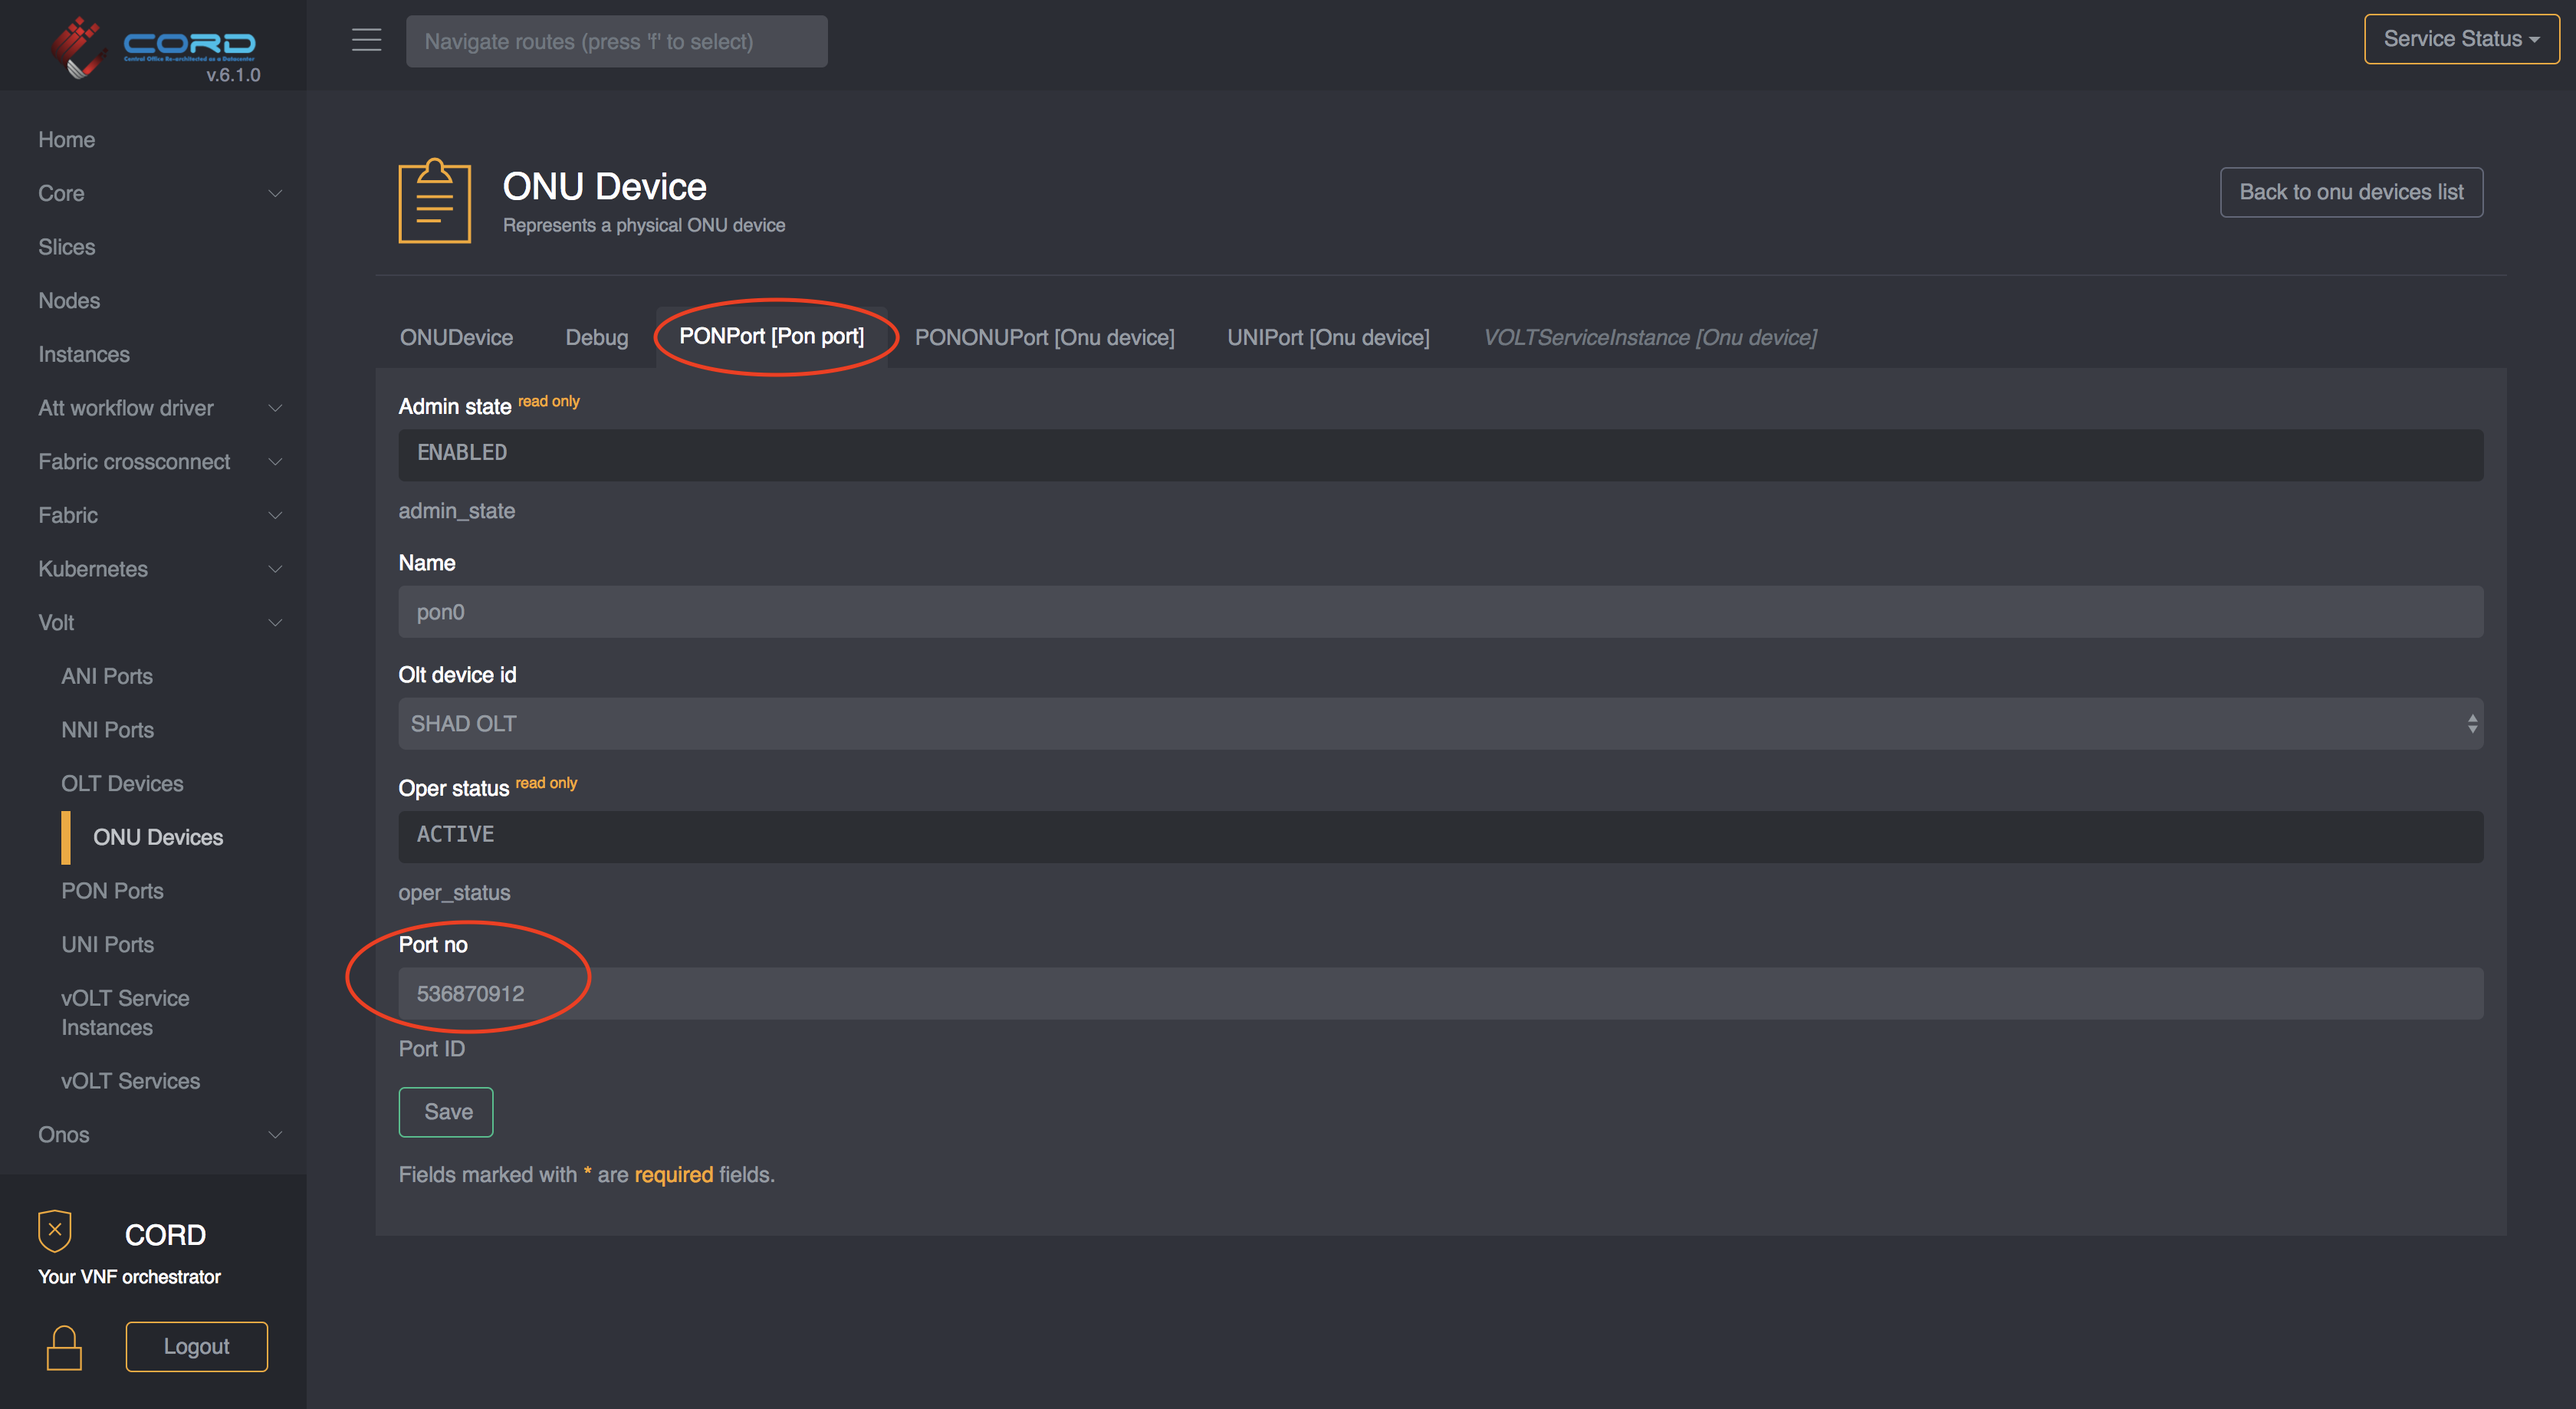 CORD
Central Office Re-architected as a Datacenter
v.6.1.0
Navigate routes (press 'f' to select)
Service Status
Home
Core
Slices
Nodes
Instances
Att workflow driver
Fabric crossconnect
Fabric
Kubernetes
Volt
ANI Ports
NNI Ports
OLT Devices
ONU Devices
PON Ports
UNI Ports
vOLT Service
Instances
vOLT Services
Onos
CORD
Your VNF orchestrator
Logout
ONU Device
Represents a physical ONU device
Back to onu devices list
ONUDevice Debug PONPort [Pon port] PONONUPort [Onu device] UNIPort [Onu device] VOLTServiceInstance [Onu device]
Admin state read only
ENABLED
admin_state
Name
pon0
Olt device id
SHAD OLT
Oper status read only
ACTIVE
oper_status
Port no
536870912
Port ID
Save
Fields marked with * are required fields.